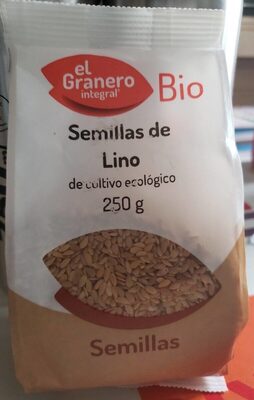 el
Granero
integral
Bio
Semillas de
Lino
de cultivo ecológico
250 g
Semillas